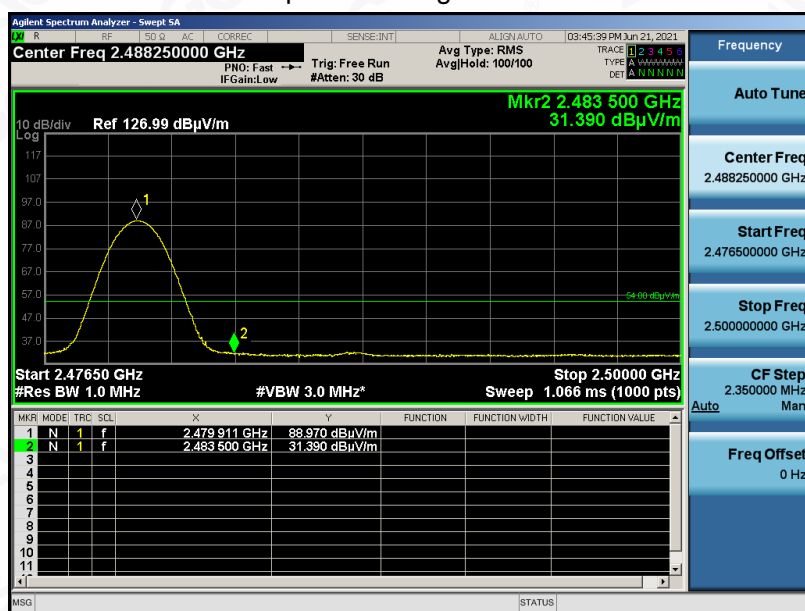 Agilent Spectrum Analyzer - Swept SA
LXI R RF 50 Ω AC CORREC SENSE:INT ALIGN AUTO 03:45:39 PM Jun 21, 2021
Center Freq 2.488250000 GHz
PNO: Fast
IFGain:Low
Trig: Free Run
#Atten: 30 dB
Avg Type: RMS
Avg|Hold: 100/100
TRACE 1 2 3 4 5 6
TYPE A WWWWW
DET A N N N N N
Mkr2 2.483 500 GHz
31.390 dBµV/m
10 dB/div Ref 126.99 dBµV/m
Log
117
107
97.0
87.0
77.0
67.0
57.0
47.0
37.0
1
2
54.00 dBµV/m
Start 2.47650 GHz Stop 2.50000 GHz
#Res BW 1.0 MHz #VBW 3.0 MHz* Sweep 1.066 ms (1000 pts)
MKR MODE TRC SCL X Y FUNCTION FUNCTION WIDTH FUNCTION VALUE
1 N 1 f 2.479 911 GHz 88.970 dBµV/m
2 N 1 f 2.483 500 GHz 31.390 dBµV/m
3
4
5
6
7
8
9
10
11
MSG STATUS
Frequency
Auto Tune
Center Freq
2.488250000 GHz
Start Freq
2.476500000 GHz
Stop Freq
2.500000000 GHz
CF Step
2.350000 MHz
Auto Man
Freq Offset
0 Hz